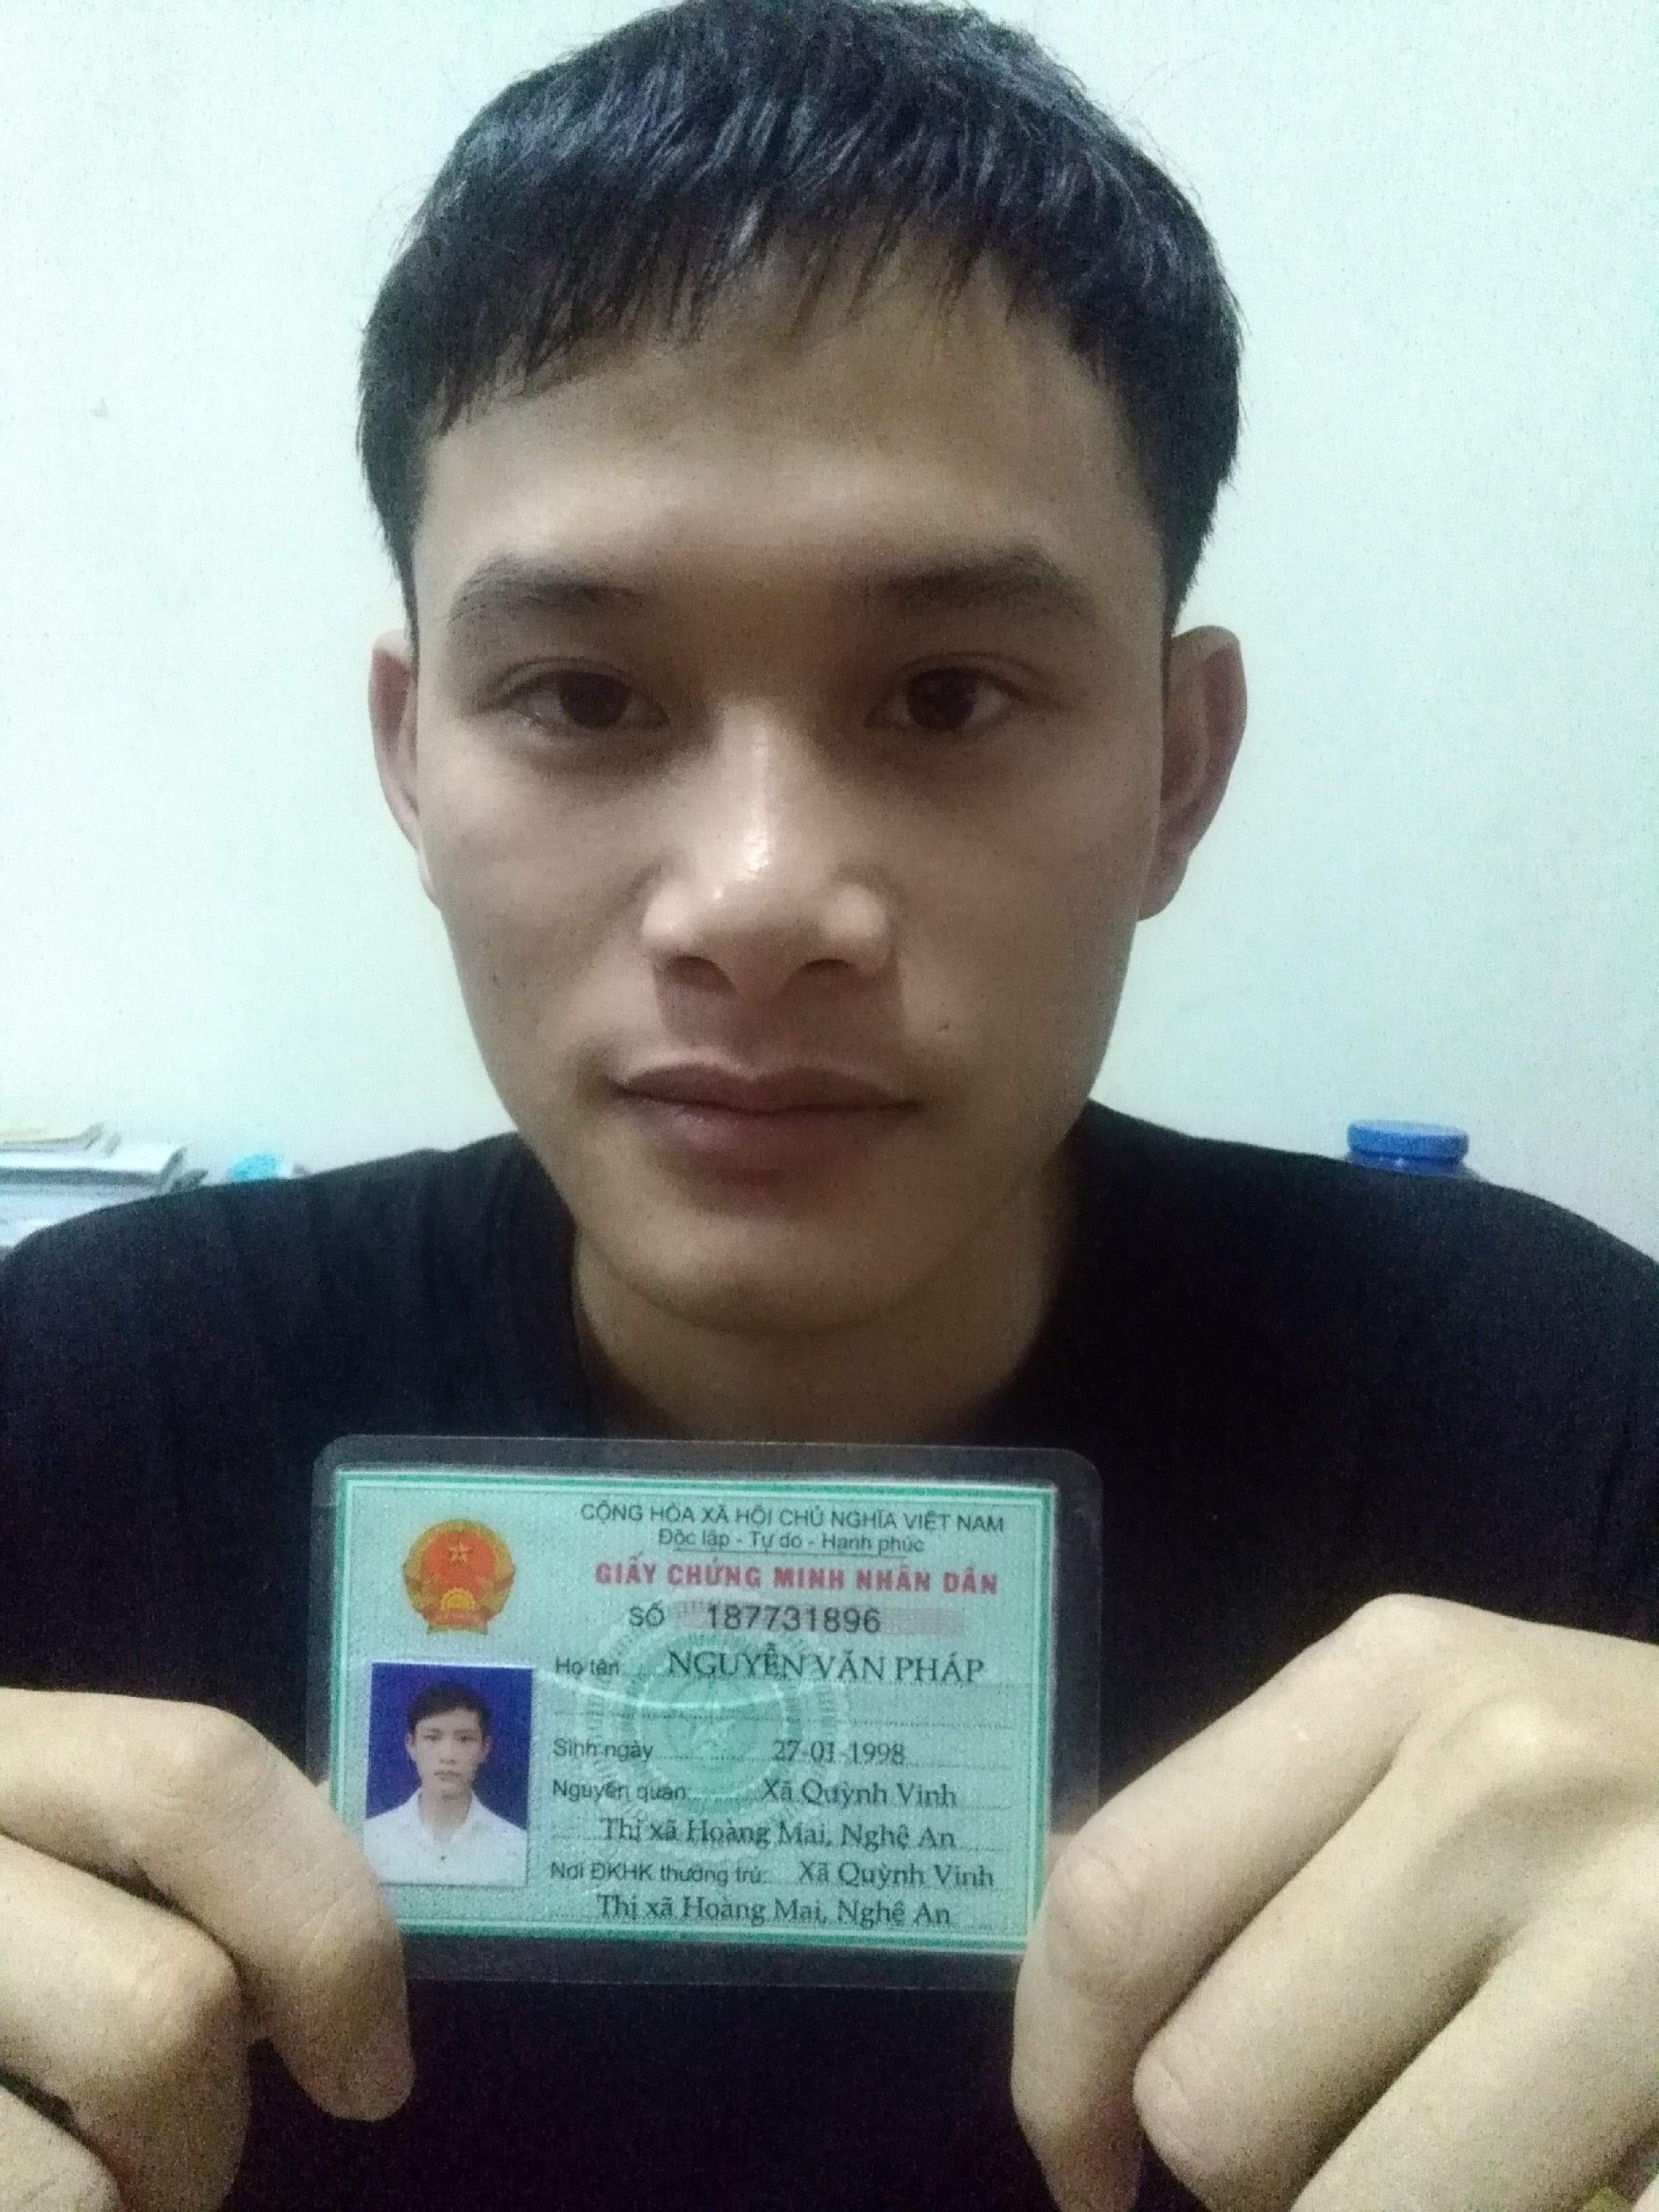 CỘNG HÒA XÃ HỘI CHỦ NGHĨA VIỆT NAM
Độc lập - Tự do - Hạnh phúc
GIẤY CHỨNG MINH NHÂN DÂN
SỐ 187731896
Họ tên NGUYỄN VĂN PHÁP
Sinh ngày 27-01-1998
Nguyên quán: Xã Quỳnh Vinh
Thị xã Hoàng Mai, Nghệ An
Nơi ĐKHK thường trú: Xã Quỳnh Vinh
Thị xã Hoàng Mai, Nghệ An